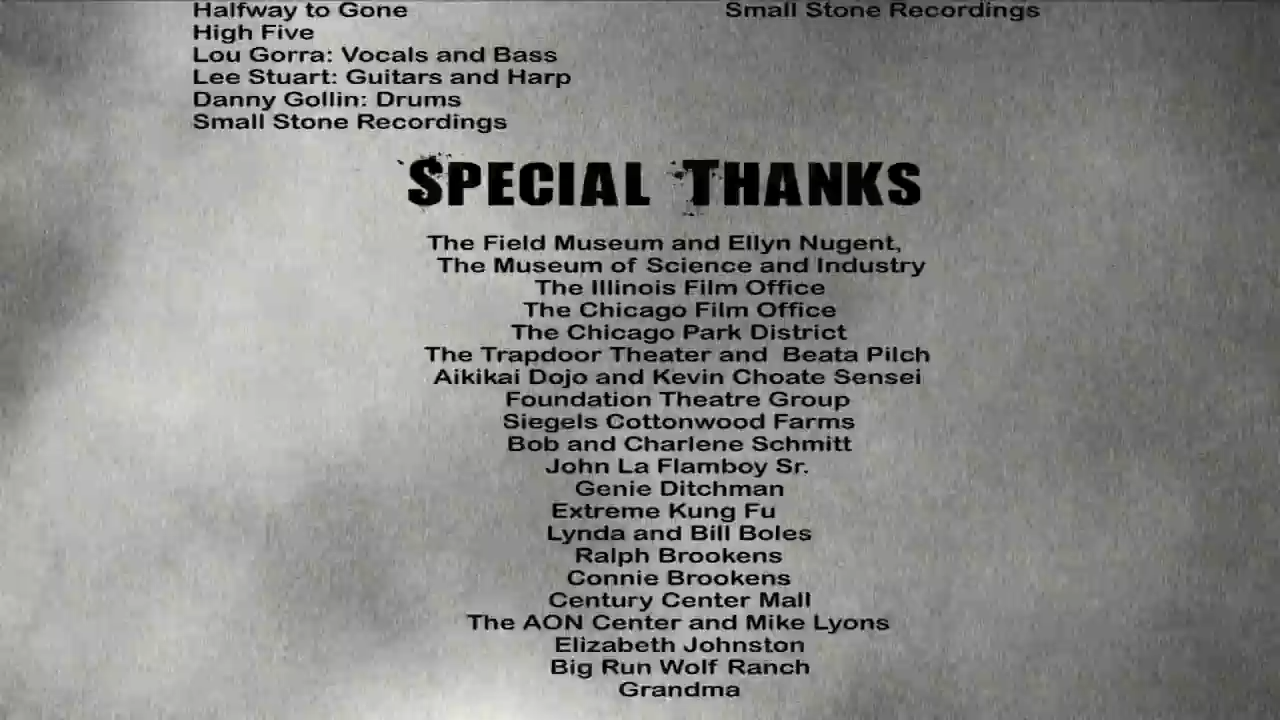 Halfway to Gone
High Five
Lou Gorra: Vocals and Bass
Lee Stuart: Guitars and Harp
Danny Gollin: Drums
Small Stone Recordings
Small Stone Recordings
SPECIAL THANKS
The Field Museum and Ellyn Nugent,
The Museum of Science and Industry
The Illinois Film Office
The Chicago Film Office
The Chicago Park District
The Trapdoor Theater and Beata Pilch
Aikikai Dojo and Kevin Choate Sensei
Foundation Theatre Group
Siegels Cottonwood Farms
Bob and Charlene Schmitt
John La Flamboy Sr.
Genie Ditchman
Extreme Kung Fu
Lynda and Bill Boles
Ralph Brookens
Connie Brookens
Century Center Mall
The AON Center and Mike Lyons
Elizabeth Johnston
Big Run Wolf Ranch
Grandma